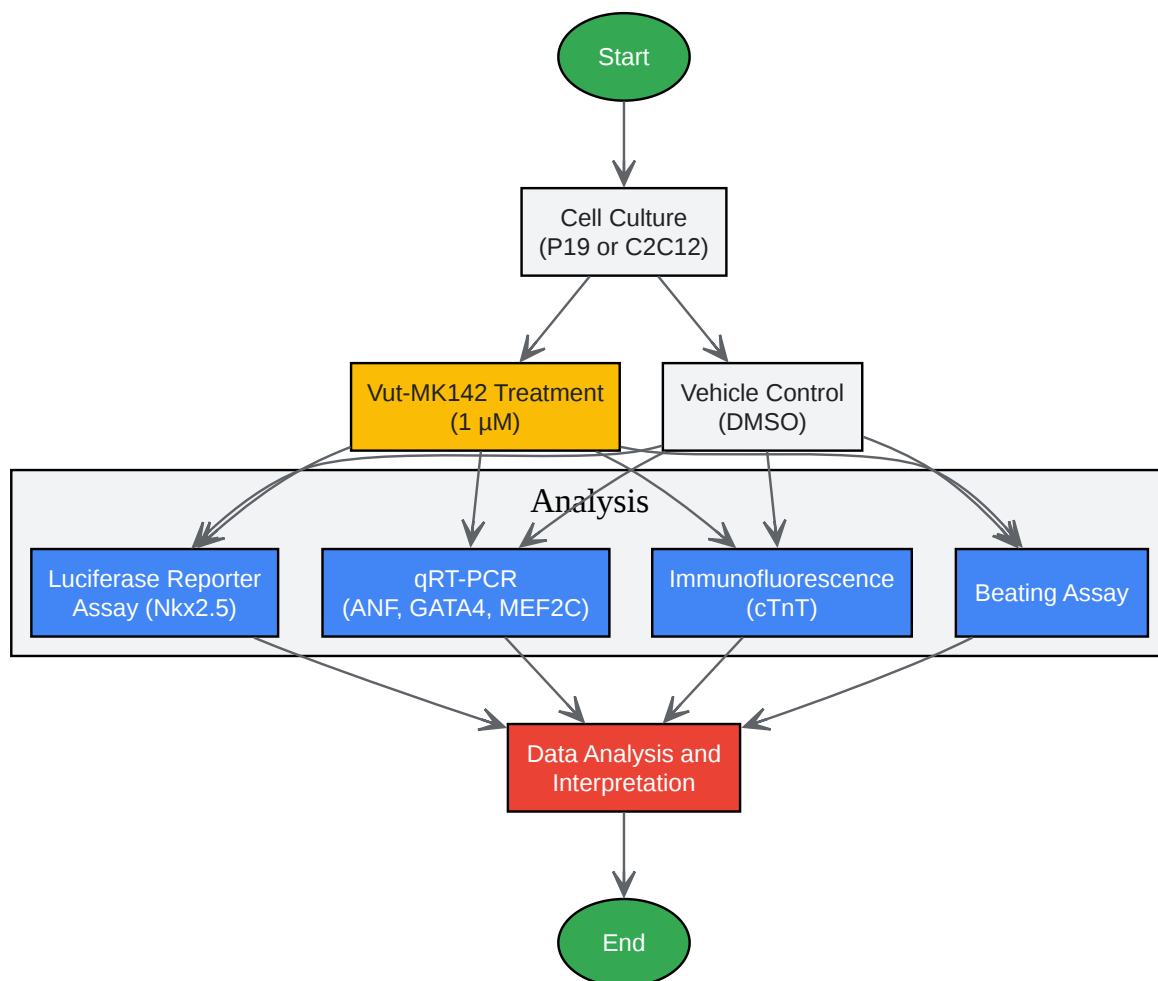 Start
Cell Culture
(P19 or C2C12)
Vut-MK142 Treatment
(1 µM)
Vehicle Control
(DMSO)
Analysis
Luciferase Reporter
Assay (Nkx2.5)
qRT-PCR
(ANF, GATA4, MEF2C)
Immunofluorescence
(cTnT)
Beating Assay
Data Analysis and
Interpretation
End